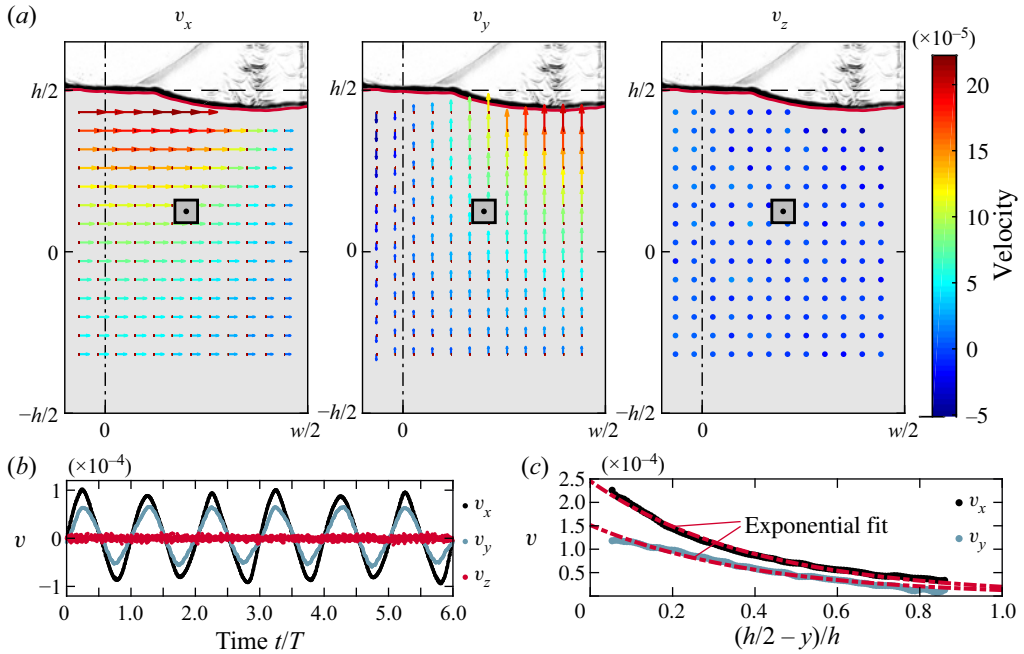 (a)
v_x
v_y
v_z
(×10⁻⁵)
h/2
0
−h/2
0
w/2
h/2
0
−h/2
0
w/2
h/2
0
−h/2
0
w/2
20
15
10
5
0
−5
Velocity
(b)
(×10⁻⁴)
1
0
−1
v
0
1.0
2.0
3.0
4.0
5.0
6.0
Time t/T
v_x
v_y
v_z
(c)
(×10⁻⁴)
2.5
2.0
1.5
1.0
0.5
v
0
0.2
0.4
0.6
0.8
1.0
(h/2 – y)/h
Exponential fit
v_x
v_y